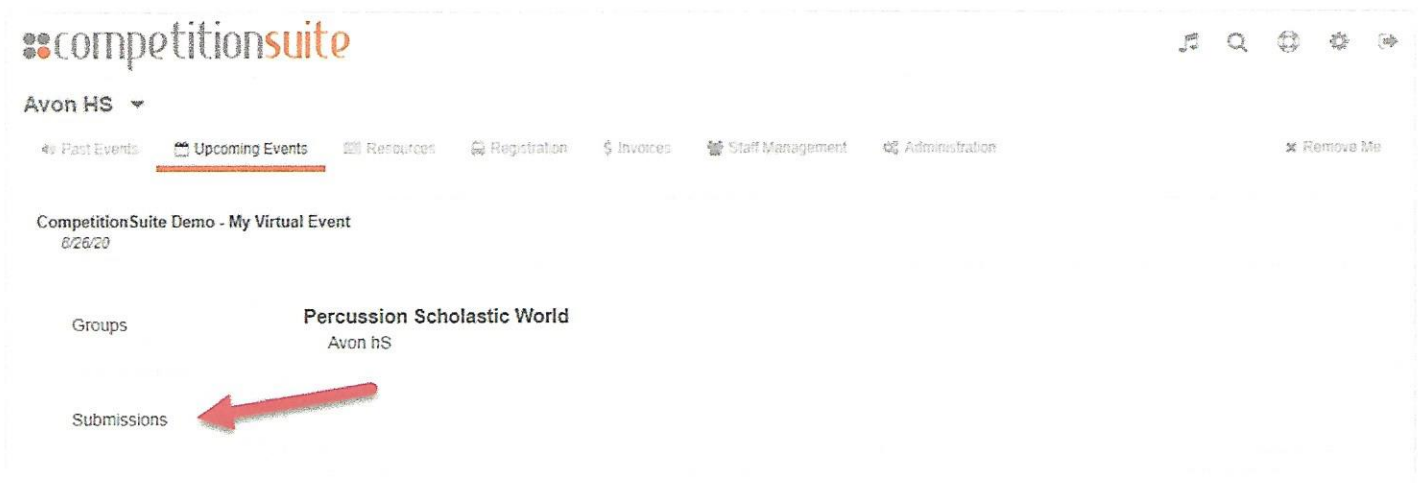 competitionsuite
Avon HS
Past Events Upcoming Events Resources Registration $ Invoices Staff Management Administration Remove Me
CompetitionSuite Demo - My Virtual Event
8/26/20
Groups
Percussion Scholastic World
Avon hS
Submissions